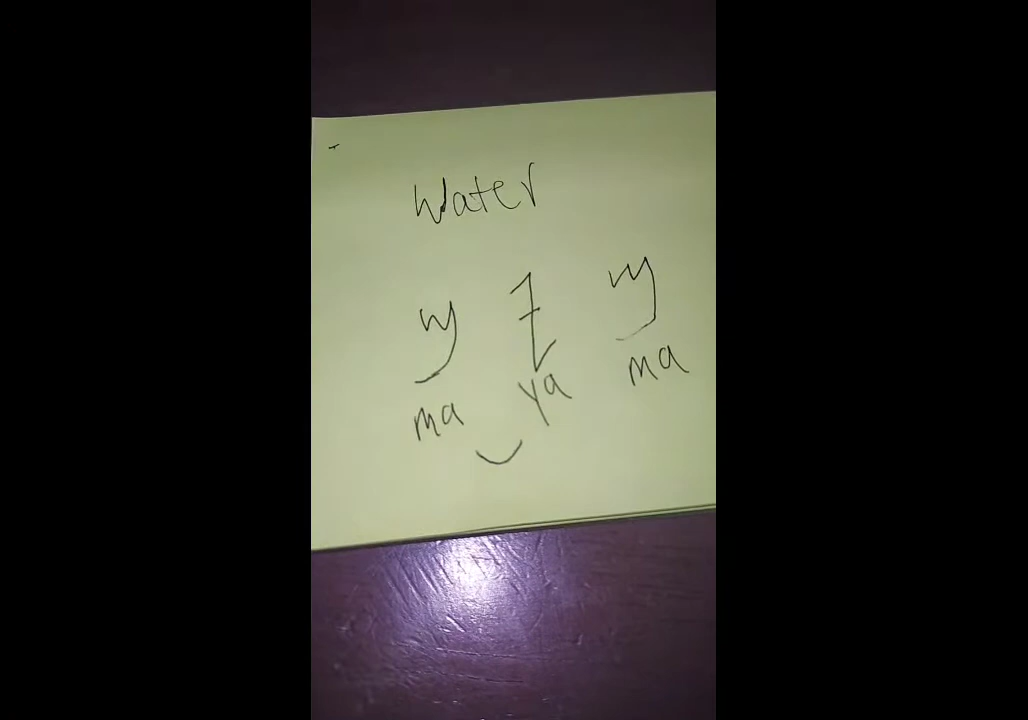 Water
𐤌 𐤉 𐤌
ma ya ma